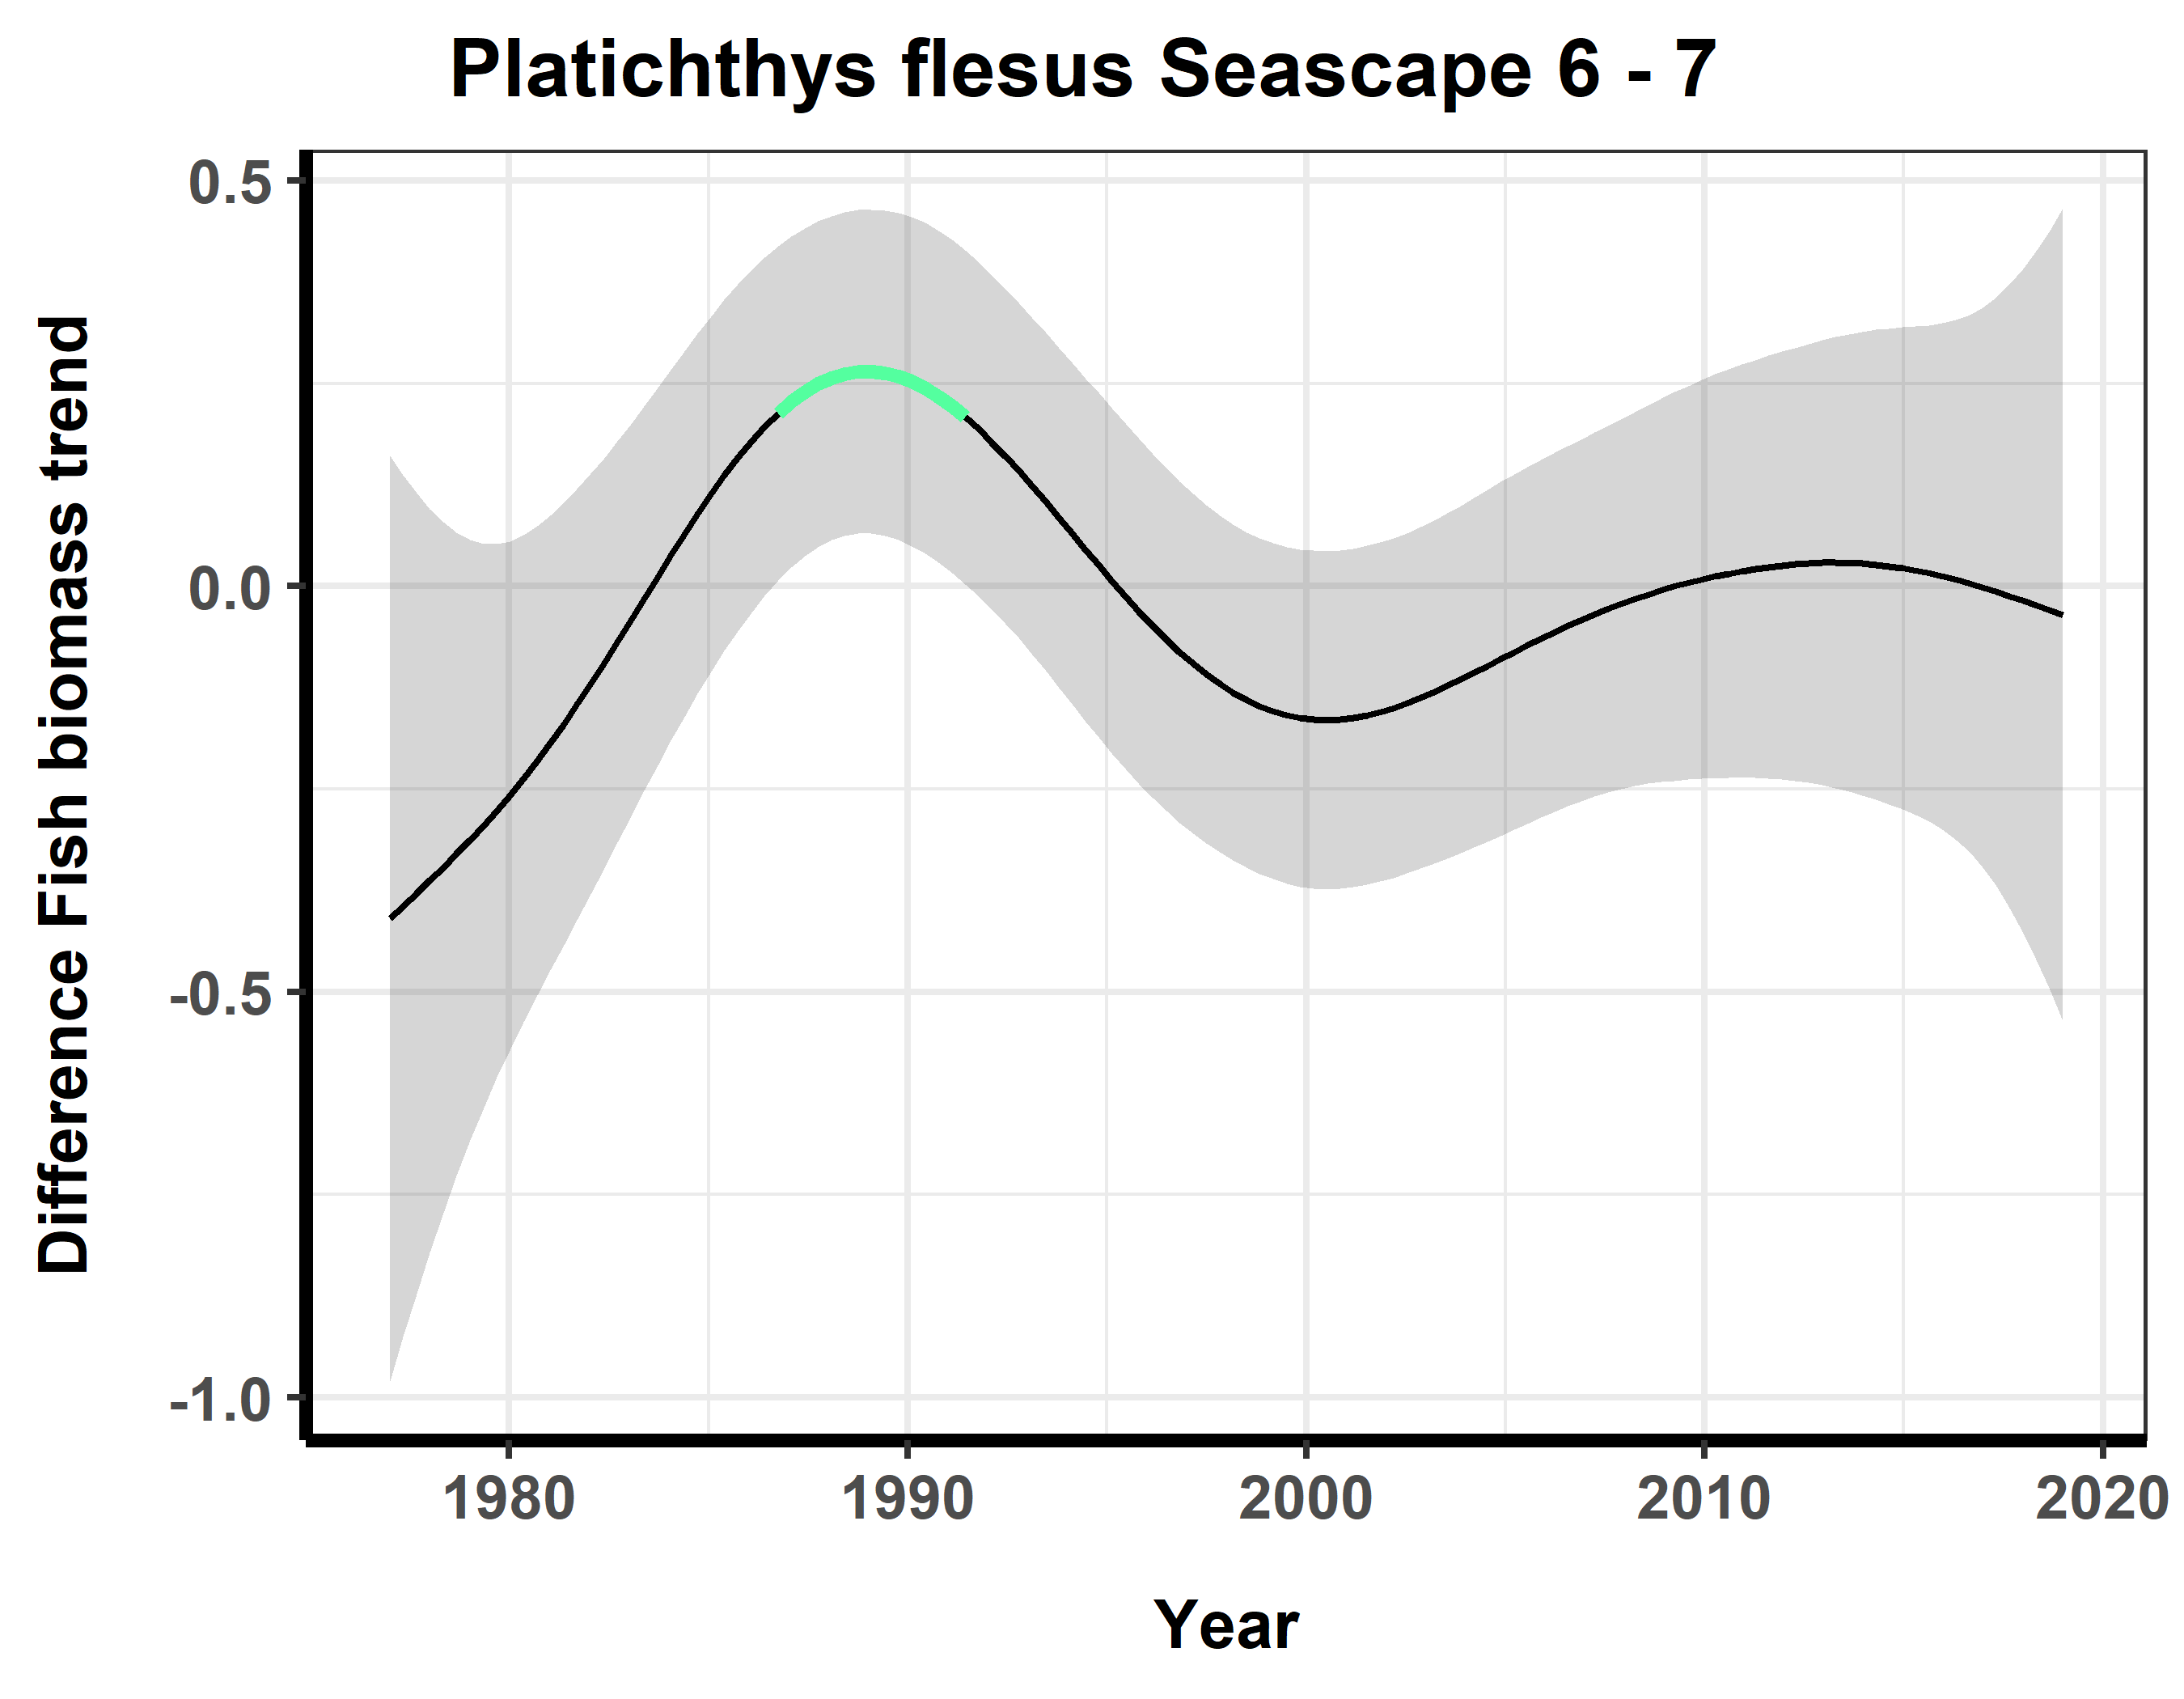 Platichthys flesus Seascape 6 - 7
Difference Fish biomass trend
0.5
0.0
-0.5
-1.0
1980 1990 2000 2010 2020
Year